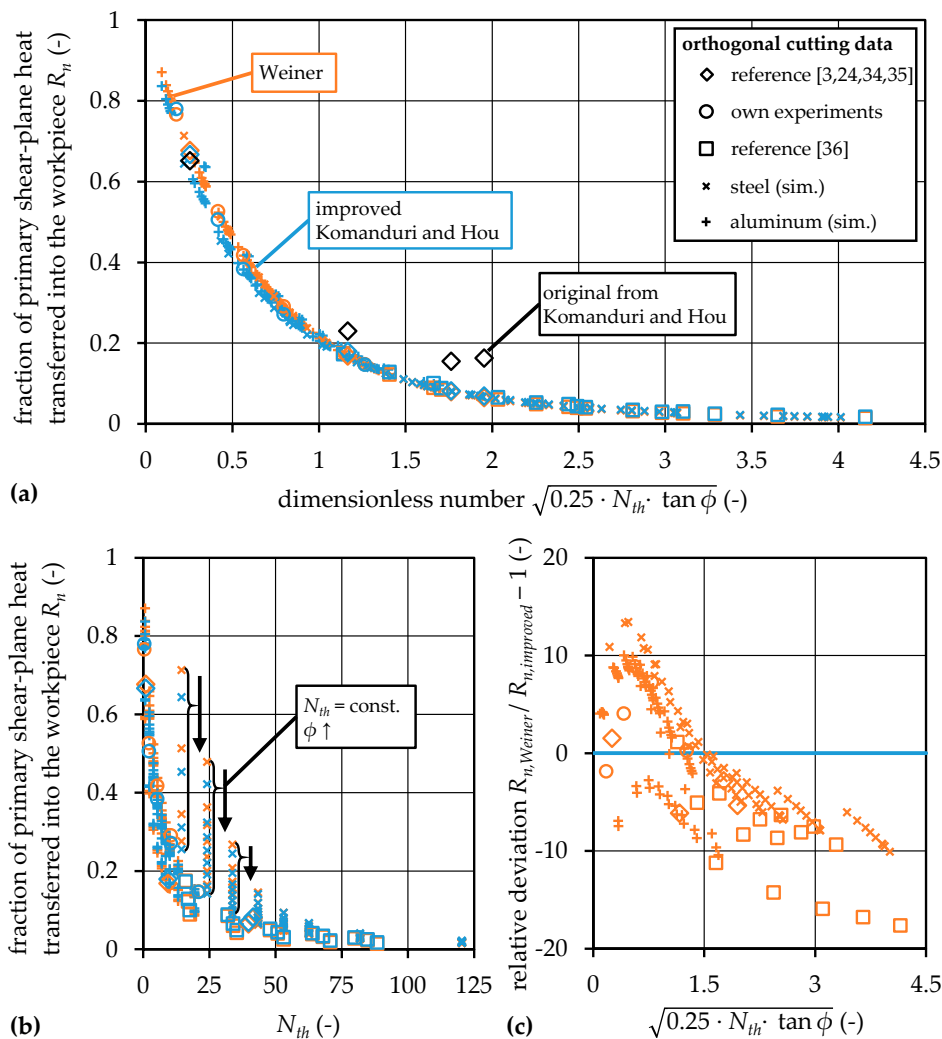 fraction of primary shear-plane heat
transferred into the workpiece Rₙ (-)
1
0.8
0.6
0.4
0.2
0
Weiner
improved
Komanduri and Hou
original from
Komanduri and Hou
orthogonal cutting data
reference [3,24,34,35]
own experiments
reference [36]
steel (sim.)
aluminum (sim.)
0 0.5 1 1.5 2 2.5 3 3.5 4 4.5
(a)
dimensionless number √(0.25 · N_th · tan ϕ) (-)
fraction of primary shear-plane heat
transferred into the workpiece Rₙ (-)
1
0.8
0.6
0.4
0.2
0
N_th = const.
ϕ ↑
0 25 50 75 100 125
(b)
N_th (-)
relative deviation R_n,Weiner / R_n,improved − 1 (-)
20
10
0
-10
-20
0 1.5 3 4.5
(c)
√(0.25 · N_th · tan ϕ) (-)